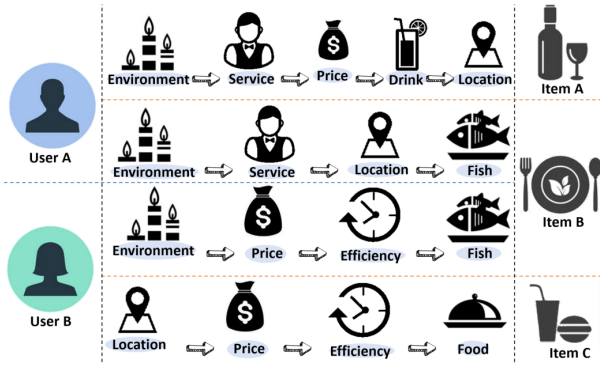 Environment Service Price Drink Location
Item A
User A
Environment Service Location Fish
Item B
Environment Price Efficiency Fish
User B
Location Price Efficiency Food
Item C